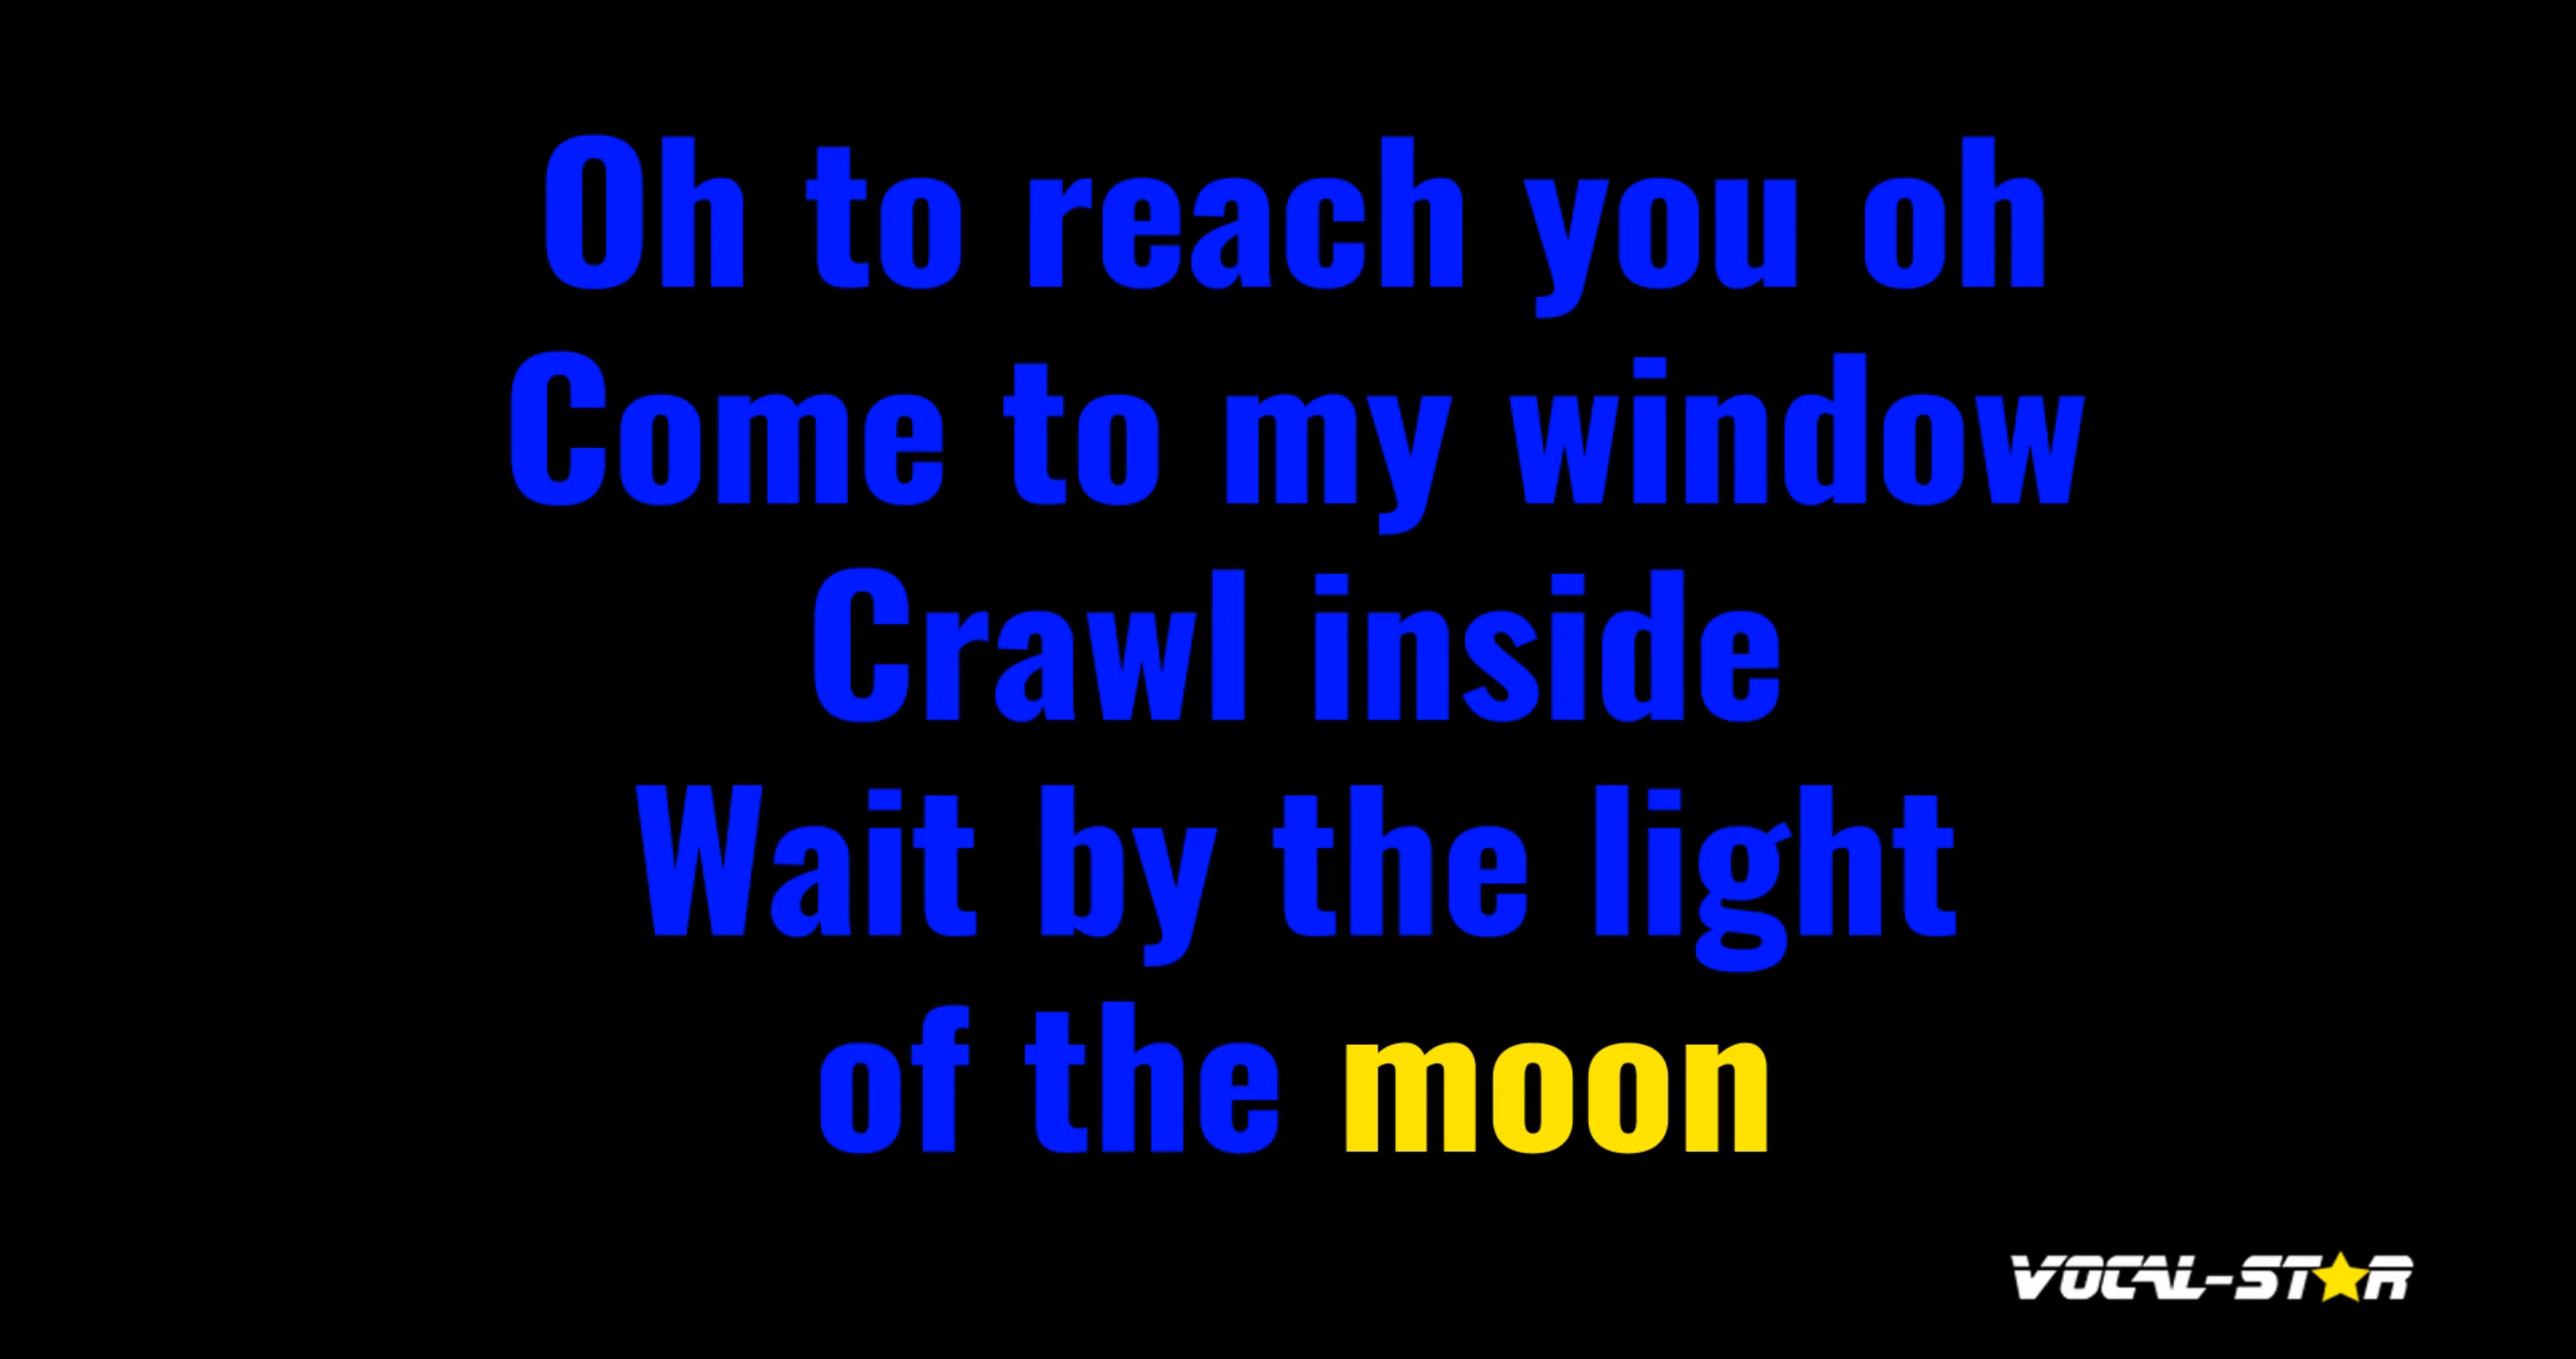 Oh to reach you oh
Come to my window
Crawl inside
Wait by the light
of the moon
VOCAL-STAR